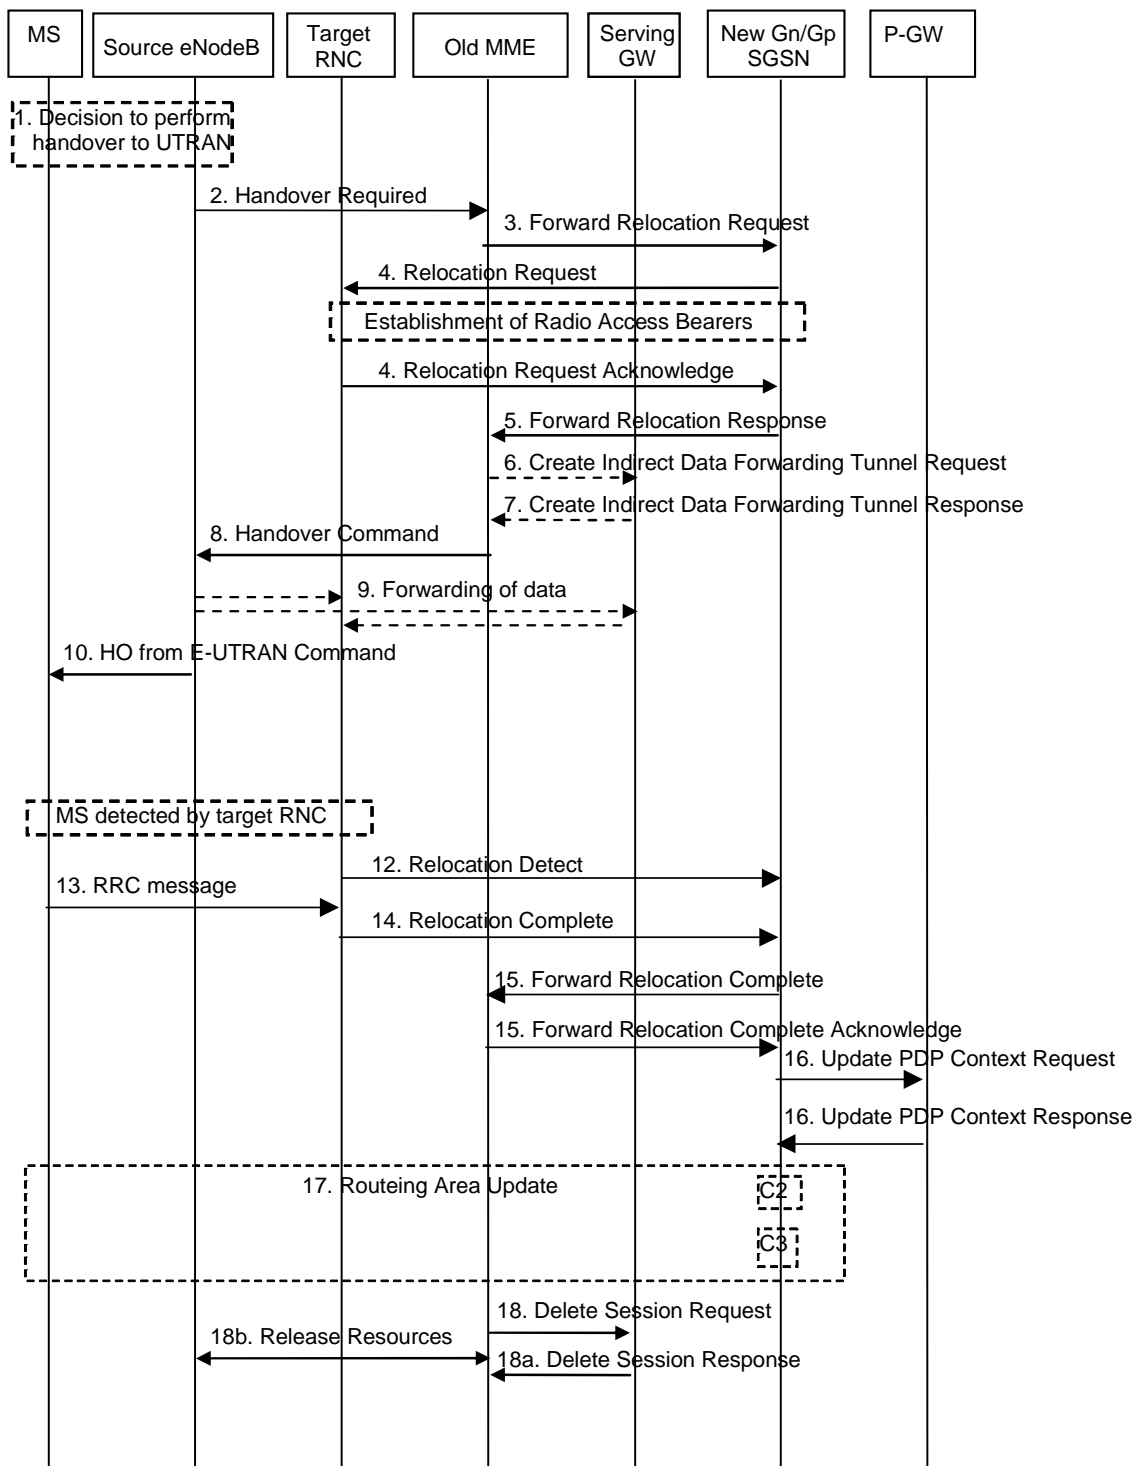 MS
Source eNodeB
Target
RNC
Old MME
Serving
GW
New Gn/Gp
SGSN
P-GW
1. Decision to perform
handover to UTRAN
2. Handover Required
3. Forward Relocation Request
4. Relocation Request
Establishment of Radio Access Bearers
4. Relocation Request Acknowledge
5. Forward Relocation Response
6. Create Indirect Data Forwarding Tunnel Request
7. Create Indirect Data Forwarding Tunnel Response
8. Handover Command
9. Forwarding of data
10. HO from E-UTRAN Command
MS detected by target RNC
12. Relocation Detect
13. RRC message
14. Relocation Complete
15. Forward Relocation Complete
15. Forward Relocation Complete Acknowledge
16. Update PDP Context Request
16. Update PDP Context Response
17. Routeing Area Update
C2
C3
18. Delete Session Request
18b. Release Resources
18a. Delete Session Response